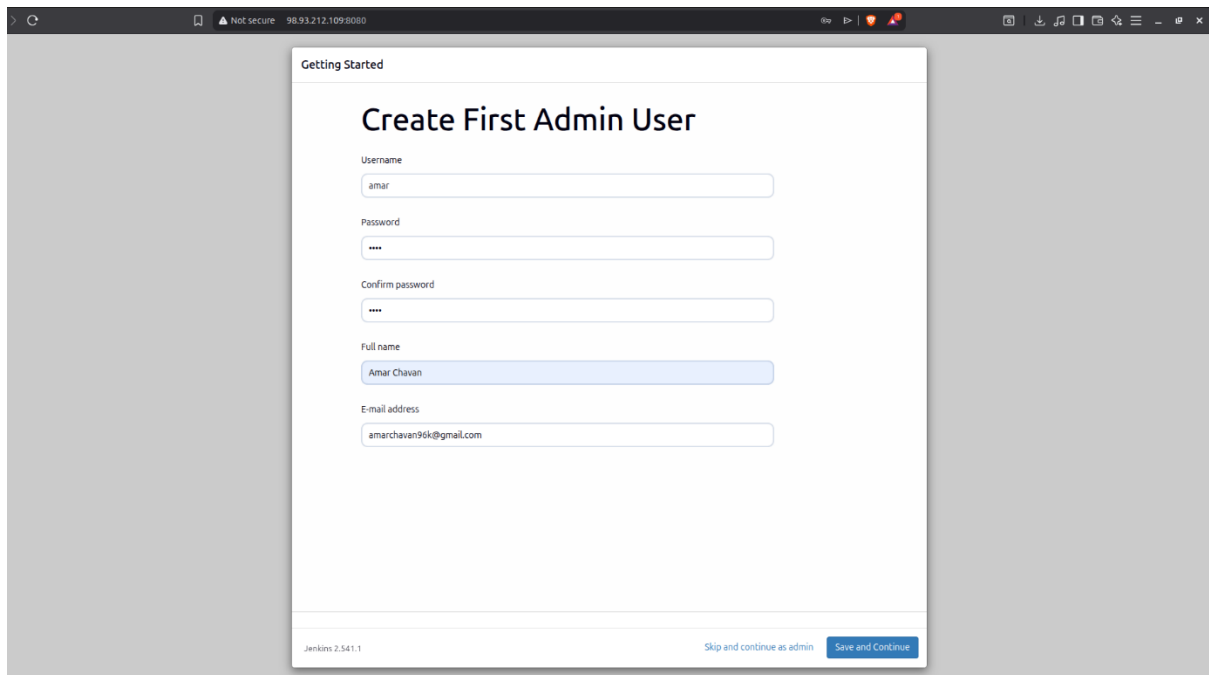 Not secure 98.93.212.109:8080
Getting Started
Create First Admin User
Username
amar
Password
••••
Confirm password
••••
Full name
Amar Chavan
E-mail address
amarchavan96k@gmail.com
Jenkins 2.541.1
Skip and continue as admin
Save and Continue